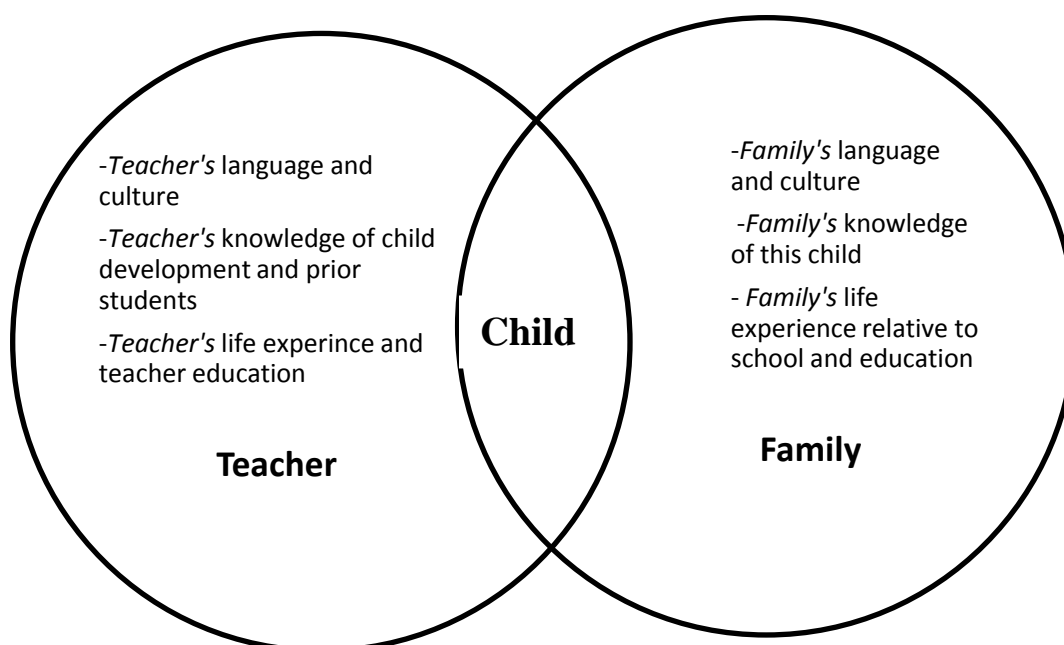 -Teacher's language and
culture
-Teacher's knowledge of child
development and prior
students
-Teacher's life experince and
teacher education
Teacher
Child
-Family's language
and culture
-Family's knowledge
of this child
- Family's life
experience relative to
school and education
Family